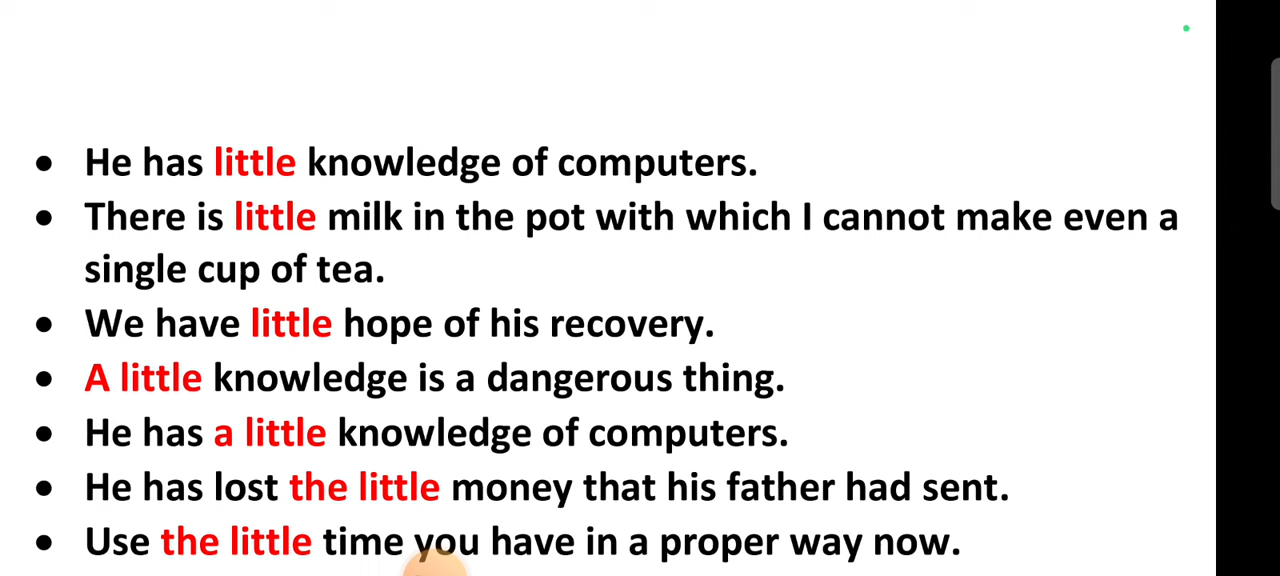 • He has little knowledge of computers.
• There is little milk in the pot with which I cannot make even a
single cup of tea.
• We have little hope of his recovery.
• A little knowledge is a dangerous thing.
• He has a little knowledge of computers.
• He has lost the little money that his father had sent.
• Use the little time you have in a proper way now.